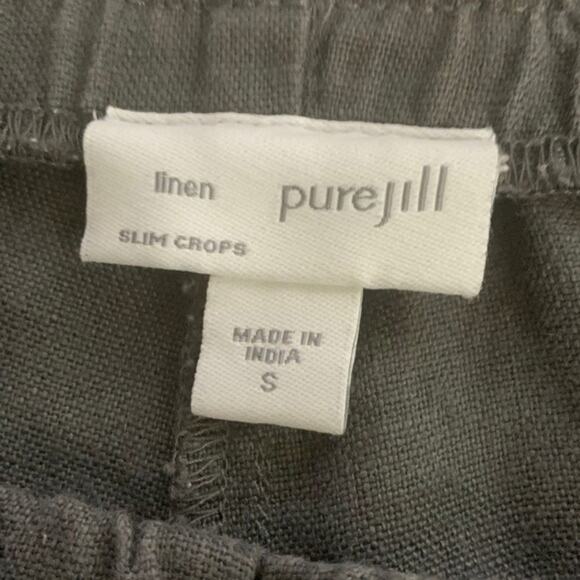 linen purejill
SLIM CROPS
MADE IN
INDIA
S